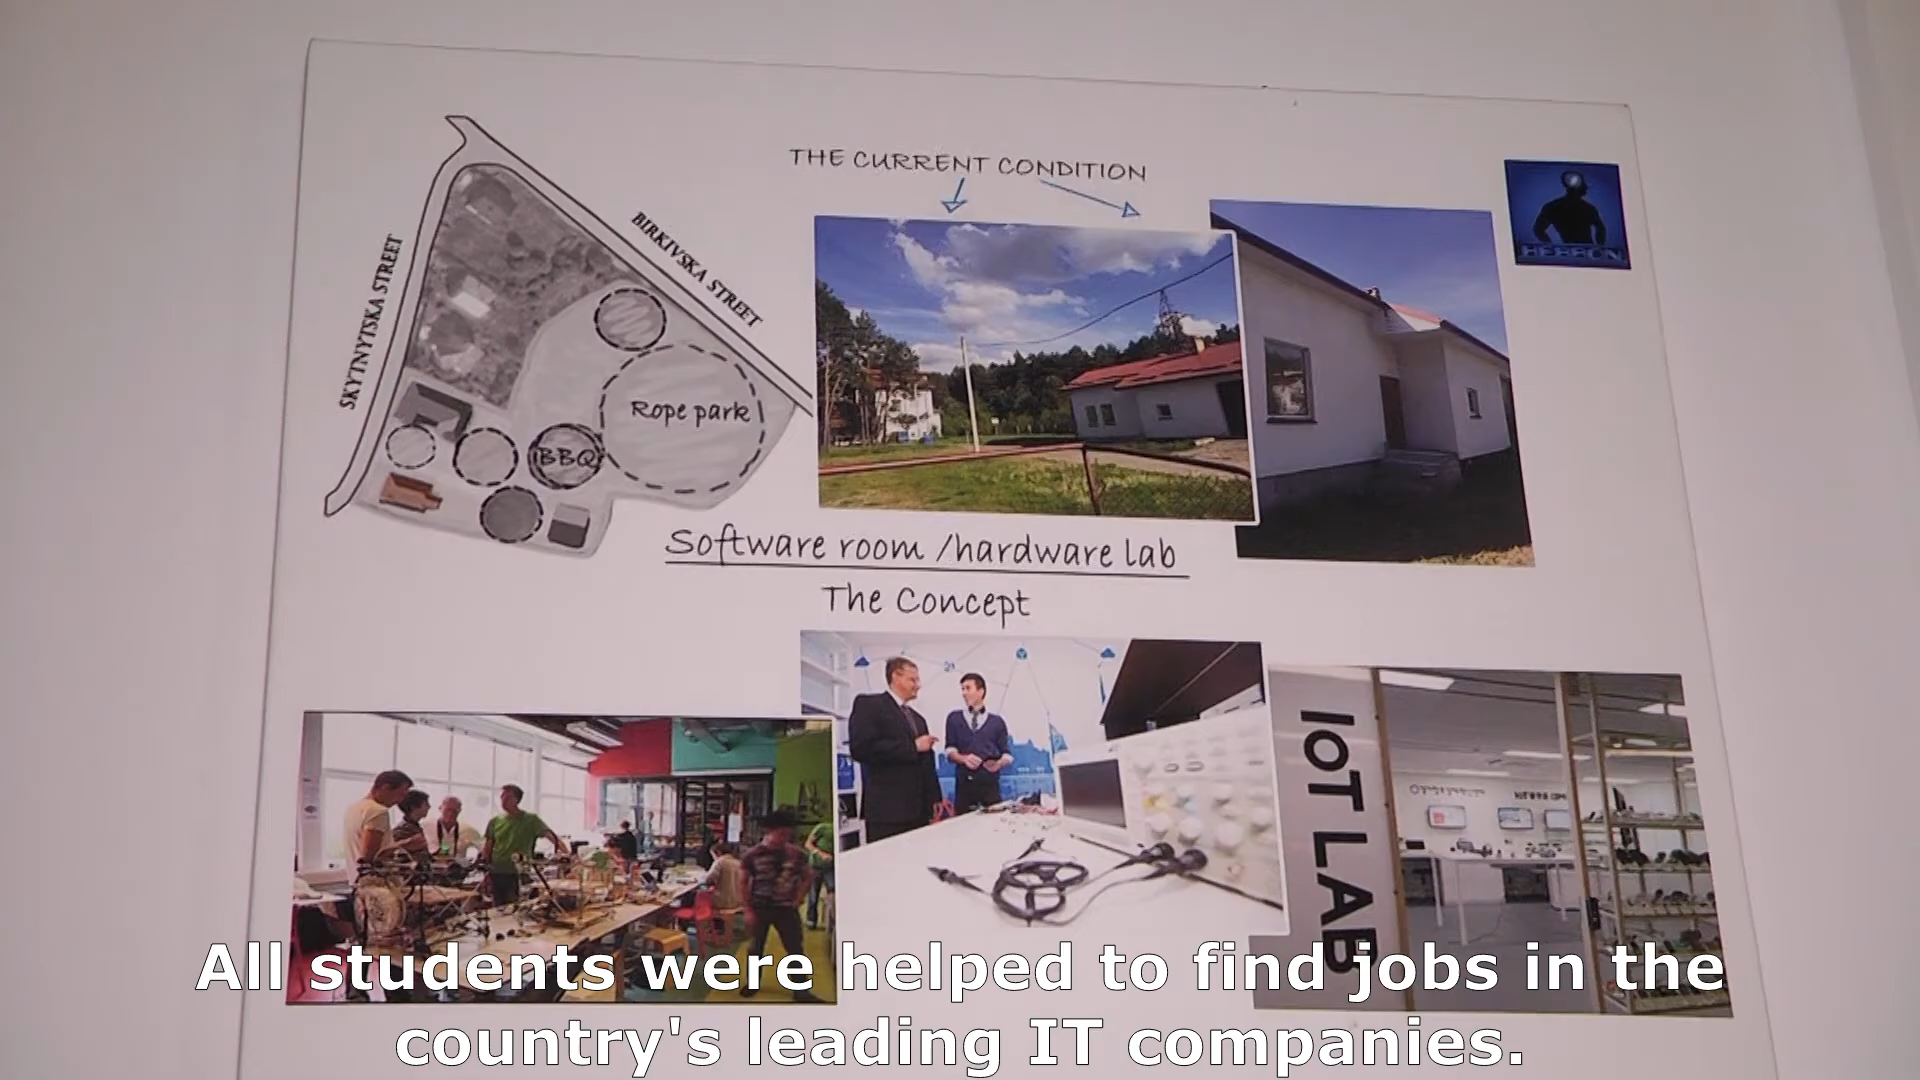 THE CURRENT CONDITION
SKYTNYTSKA STREET
BIRKIVSKA STREET
HEBRON
Rope park
BBQ
Software room /hardware lab
The Concept
IOT LAB
All students were helped to find jobs in the
country's leading IT companies.